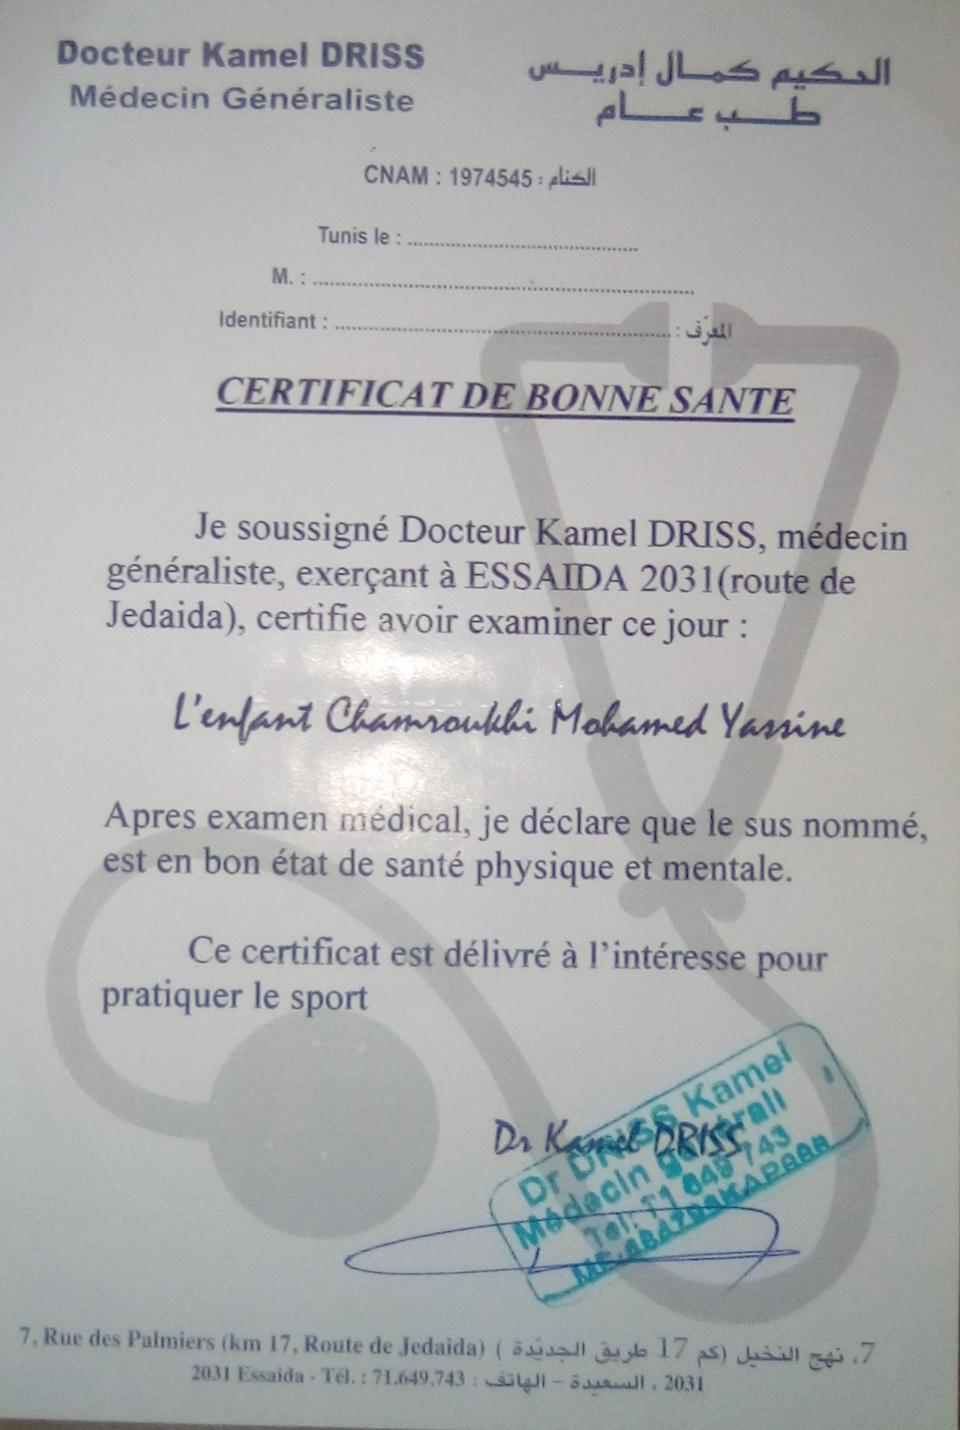 Docteur Kamel DRISS
Médecin Généraliste
الحكيم كمال إدريس
طب عام
CNAM : 1974545 : الكنام
Tunis le : ......................................
M. : ................................................................
Identifiant : ......................................................... : المعرّف
CERTIFICAT DE BONNE SANTE
Je soussigné Docteur Kamel DRISS, médecin
généraliste, exerçant à ESSAIDA 2031(route de
Jedaida), certifie avoir examiner ce jour :
L'enfant Chamroukhi Mohamed Yassine
Apres examen médical, je déclare que le sus nommé,
est en bon état de santé physique et mentale.
Ce certificat est délivré à l'intéresse pour
pratiquer le sport
Dr Kamel DRISS
Dr DRISS Kamel
Médecin
Tel: 71 649 743
7, Rue des Palmiers (km 17, Route de Jedaida) ( 7، نهج النخيل (كم 17 طريق الجديّدة
2031 Essaida - Tél. : 71.649.743 : السعيدة – الهاتف ، 2031